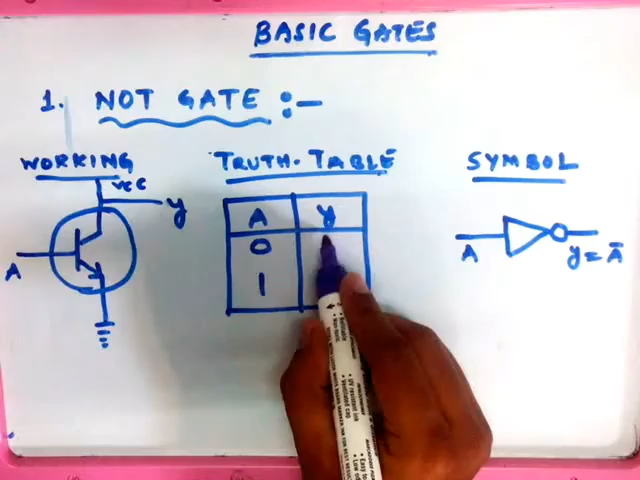 BASIC GATES
1. NOT GATE :-
WORKING
TRUTH-TABLE
SYMBOL
VCC
y
A
A y
0
1
A
y = Ā